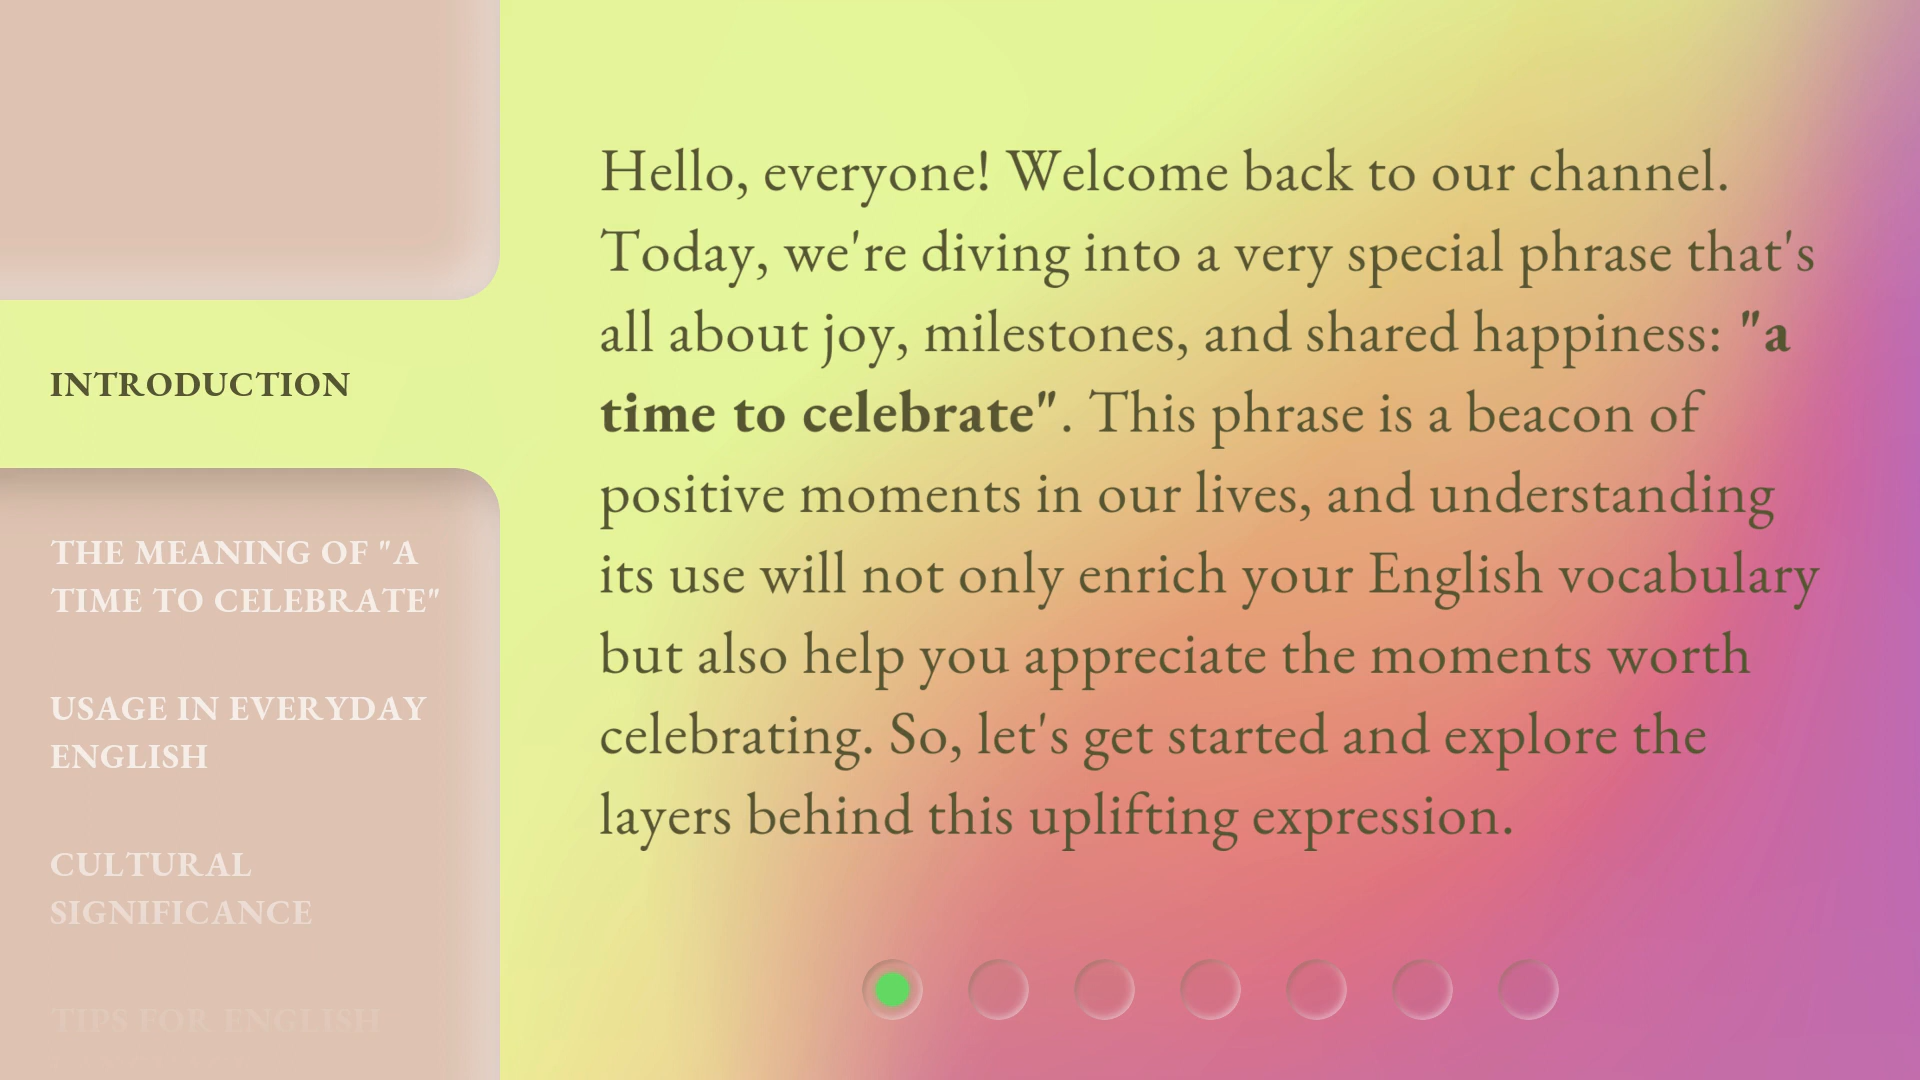 INTRODUCTION
THE MEANING OF "A
TIME TO CELEBRATE"
USAGE IN EVERYDAY
ENGLISH
CULTURAL
SIGNIFICANCE
TIPS FOR ENGLISH
Hello, everyone! Welcome back to our channel.
Today, we're diving into a very special phrase that's
all about joy, milestones, and shared happiness: "a
time to celebrate". This phrase is a beacon of
positive moments in our lives, and understanding
its use will not only enrich your English vocabulary
but also help you appreciate the moments worth
celebrating. So, let's get started and explore the
layers behind this uplifting expression.